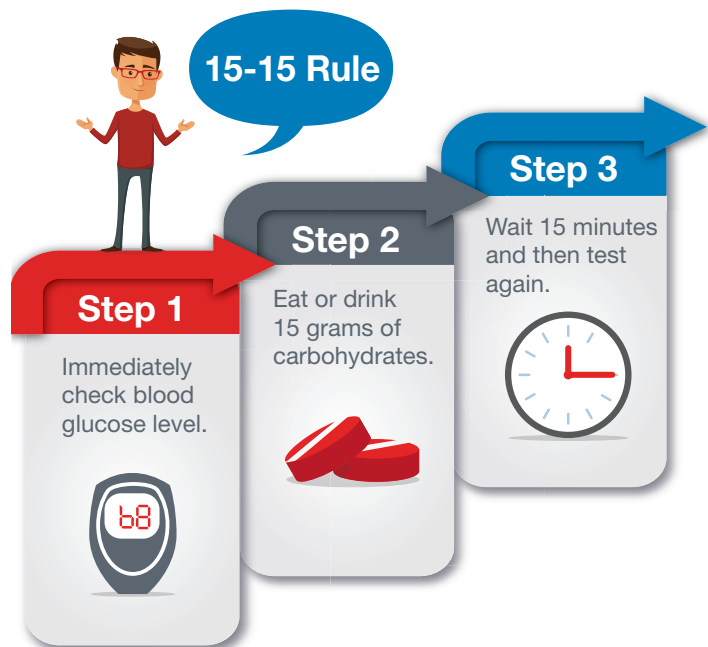 15-15 Rule
Step 1
Immediately
check blood
glucose level.
68
Step 2
Eat or drink
15 grams of
carbohydrates.
Step 3
Wait 15 minutes
and then test
again.